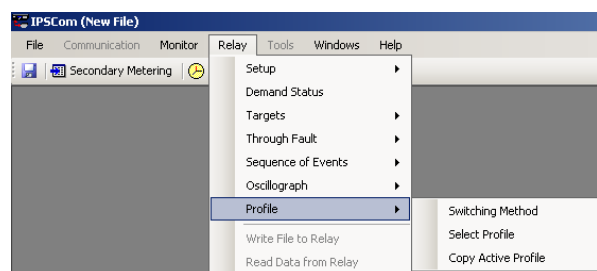 IPSCom (New File)
File Communication Monitor Relay Tools Windows Help
Secondary Metering
Setup
Demand Status
Targets
Through Fault
Sequence of Events
Oscillograph
Profile
Switching Method
Write File to Relay
Select Profile
Read Data from Relay
Copy Active Profile